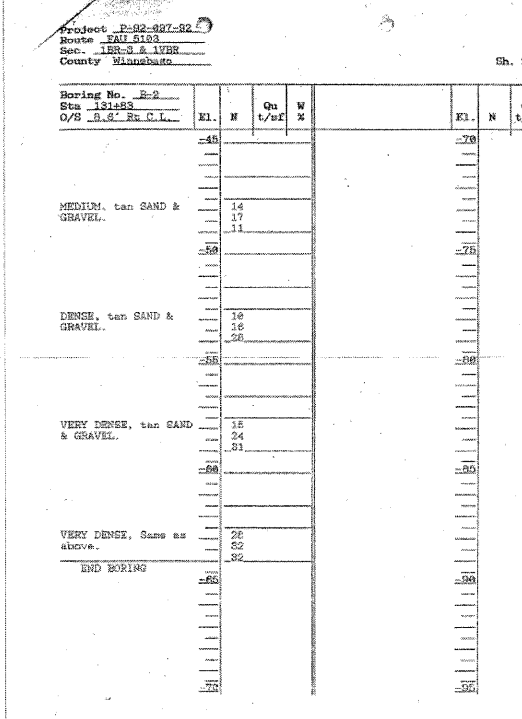 Project P-92-097-92
Route FAU 5103
Sec. 1BR-3 & 1VBR
County Winnebago
Sh.
Boring No. B-2
Sta 131+83
O/S 8.6' Rt C.L.
El. N Qu t/sf W %
El. N
-45 -70
MEDIUM, tan SAND & 14
GRAVEL. 17
11
-50 -75
DENSE, tan SAND & 10
GRAVEL. 16
26
-55 -80
VERY DENSE, tan SAND 15
& GRAVEL. 24
31
-60 -85
VERY DENSE, Same as 28
above. 32
32
END BORING
-65 -90
-70 -95